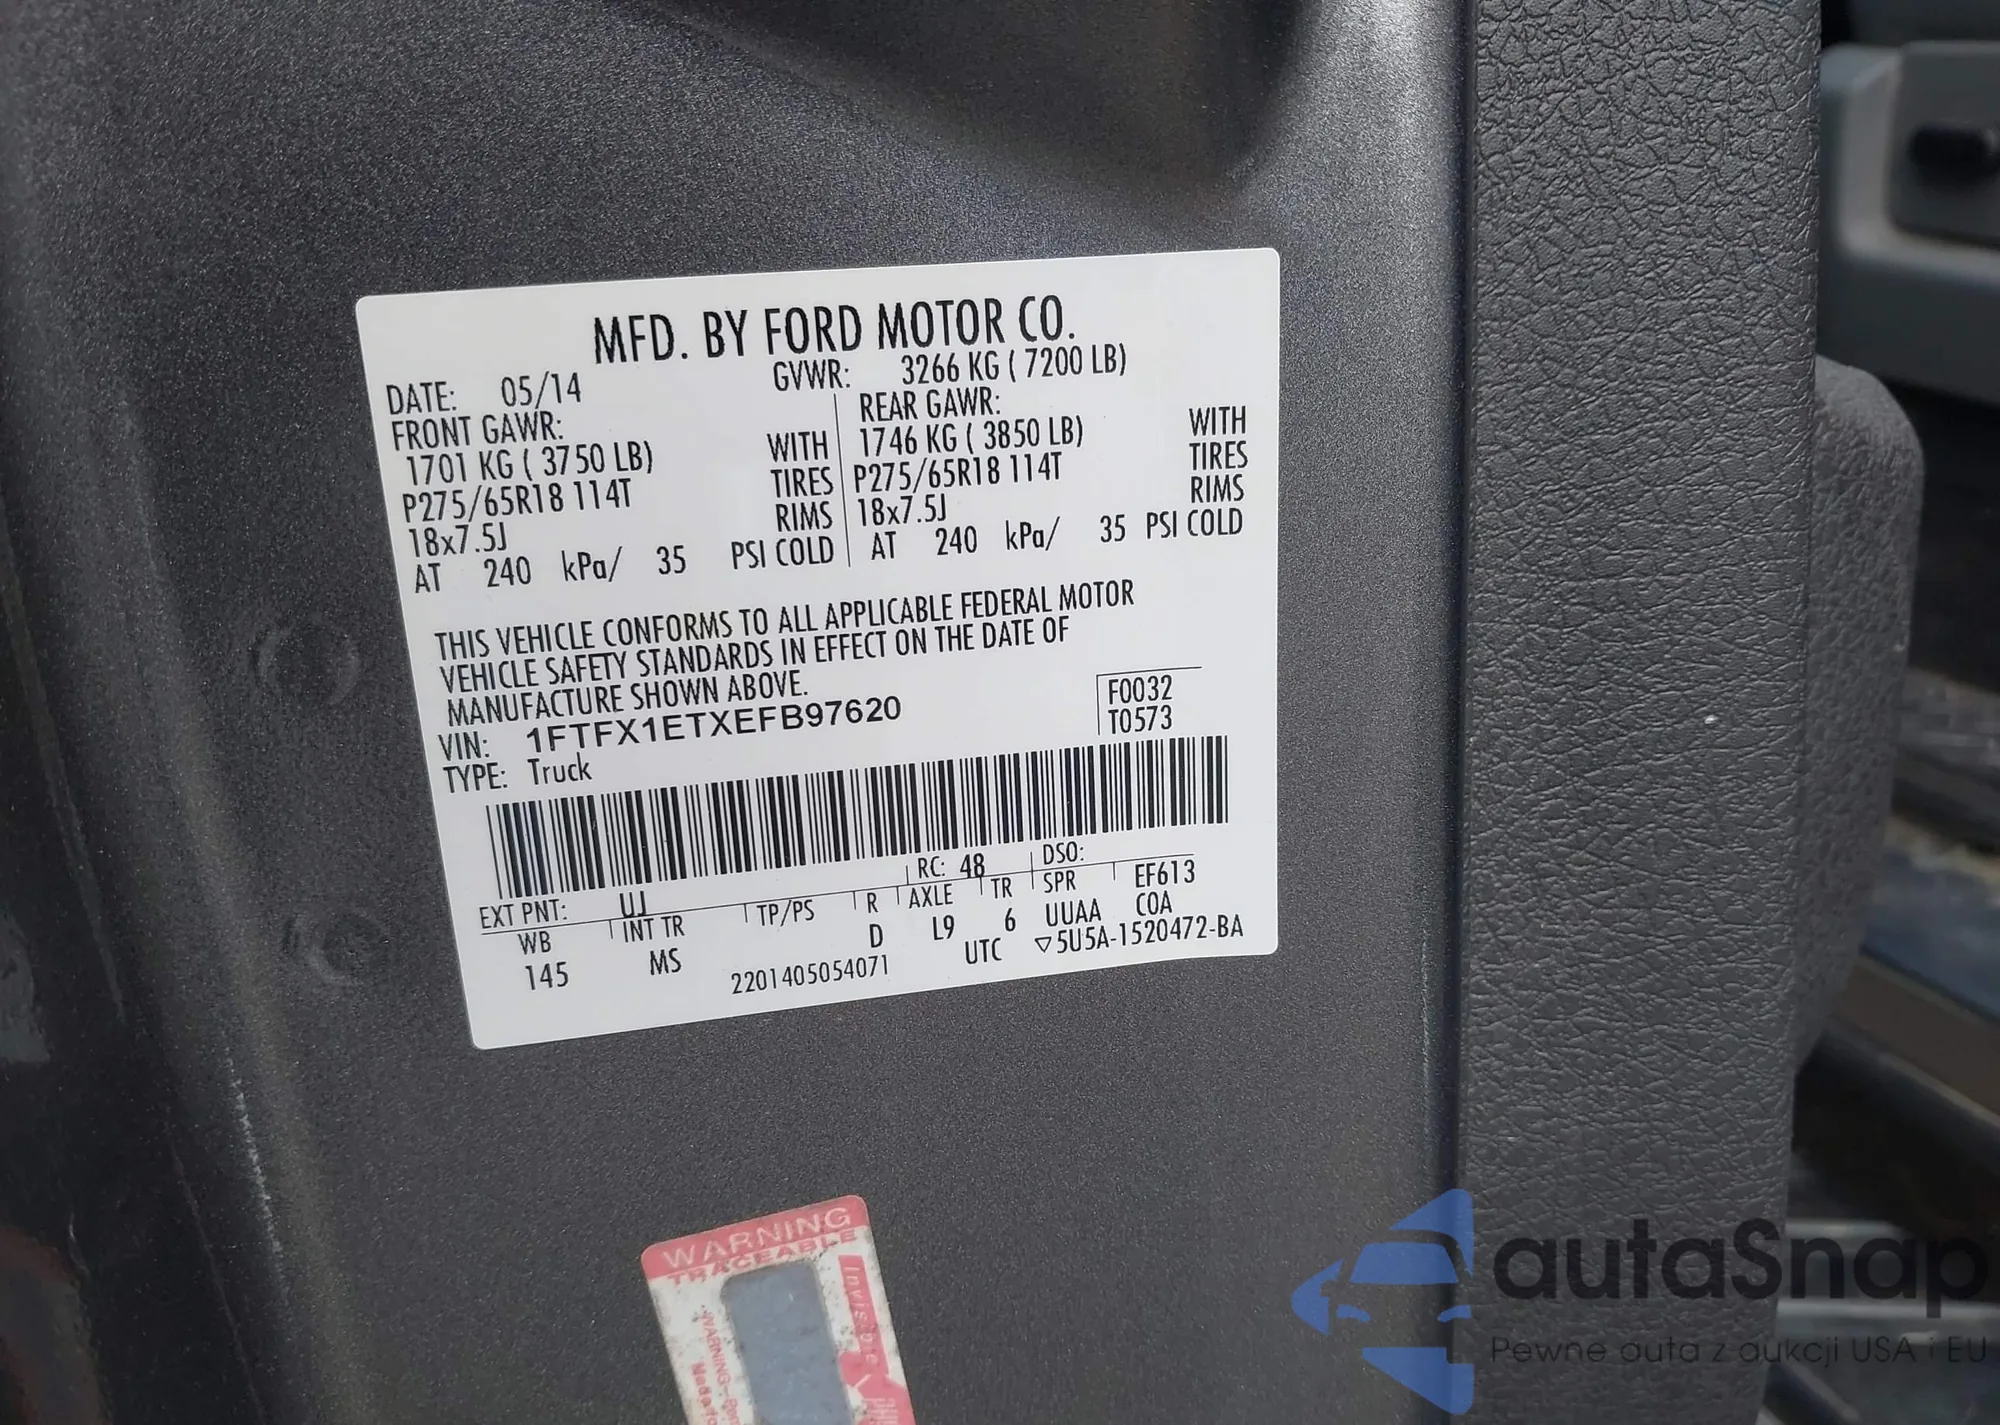 MFD. BY FORD MOTOR CO.
DATE: 05/14 GVWR: 3266 KG ( 7200 LB)
FRONT GAWR: REAR GAWR:
1701 KG ( 3750 LB) WITH 1746 KG ( 3850 LB) WITH
P275/65R18 114T TIRES P275/65R18 114T TIRES
18x7.5J RIMS 18x7.5J RIMS
AT 240 kPa/ 35 PSI COLD AT 240 kPa/ 35 PSI COLD
THIS VEHICLE CONFORMS TO ALL APPLICABLE FEDERAL MOTOR
VEHICLE SAFETY STANDARDS IN EFFECT ON THE DATE OF
MANUFACTURE SHOWN ABOVE.
VIN: 1FTFX1ETXEFB97620 F0032
TYPE: Truck T0573
EXT PNT: UJ RC: 48 DSO:
WB INT TR TP/PS R AXLE TR SPR EF613
145 MS D L9 6 UUAA COA
2201405054071 UTC ▽5U5A-1520472-BA
WARNING
TRACEABLE
Invisible
WARNING
autaSnap
Pewne auta z aukcji USA i EU